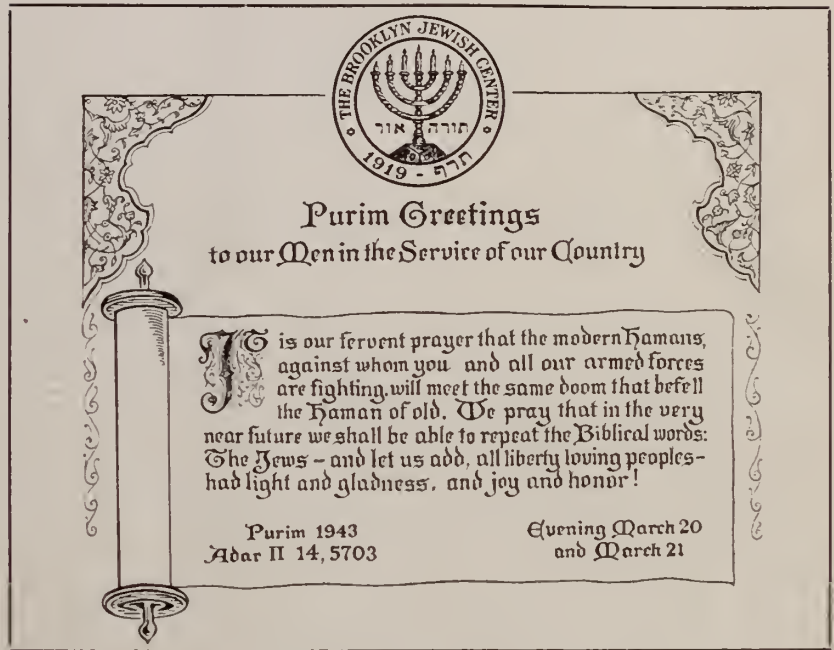 THE BROOKLYN JEWISH CENTER
תורה אור
1919 - תרף
Purim Greetings
to our Men in the Service of our Country
IT is our fervent prayer that the modern Hamans,
against whom you and all our armed forces
are fighting, will meet the same doom that befell
the Haman of old. We pray that in the very
near future we shall be able to repeat the Biblical words:
The Jews – and let us add, all liberty loving peoples–
had light and gladness, and joy and honor!
Purim 1943
Adar II 14, 5703
Evening March 20
and March 21